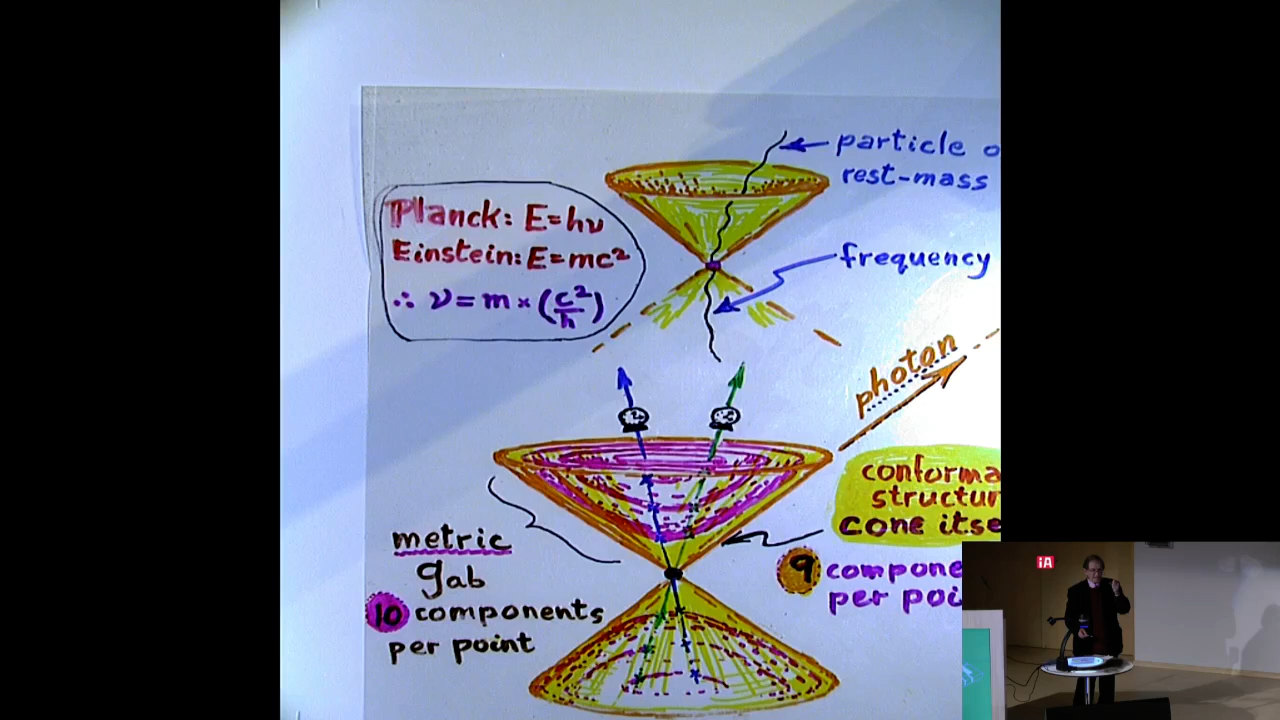 particle o
rest-mass
Planck: E=hν
Einstein: E=mc²
∴ ν = m × (c²/h)
frequency
photon
conforma
structur
cone itse
metric
gab
10 components
per point
9 compone
per poi
iA